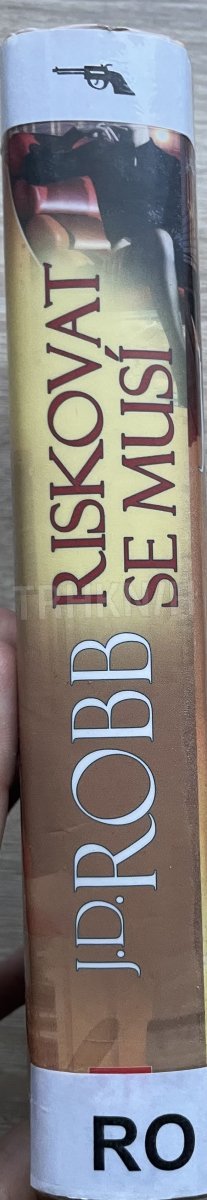 RISKOVAT
SE MUSÍ
J.D. ROBB
RO